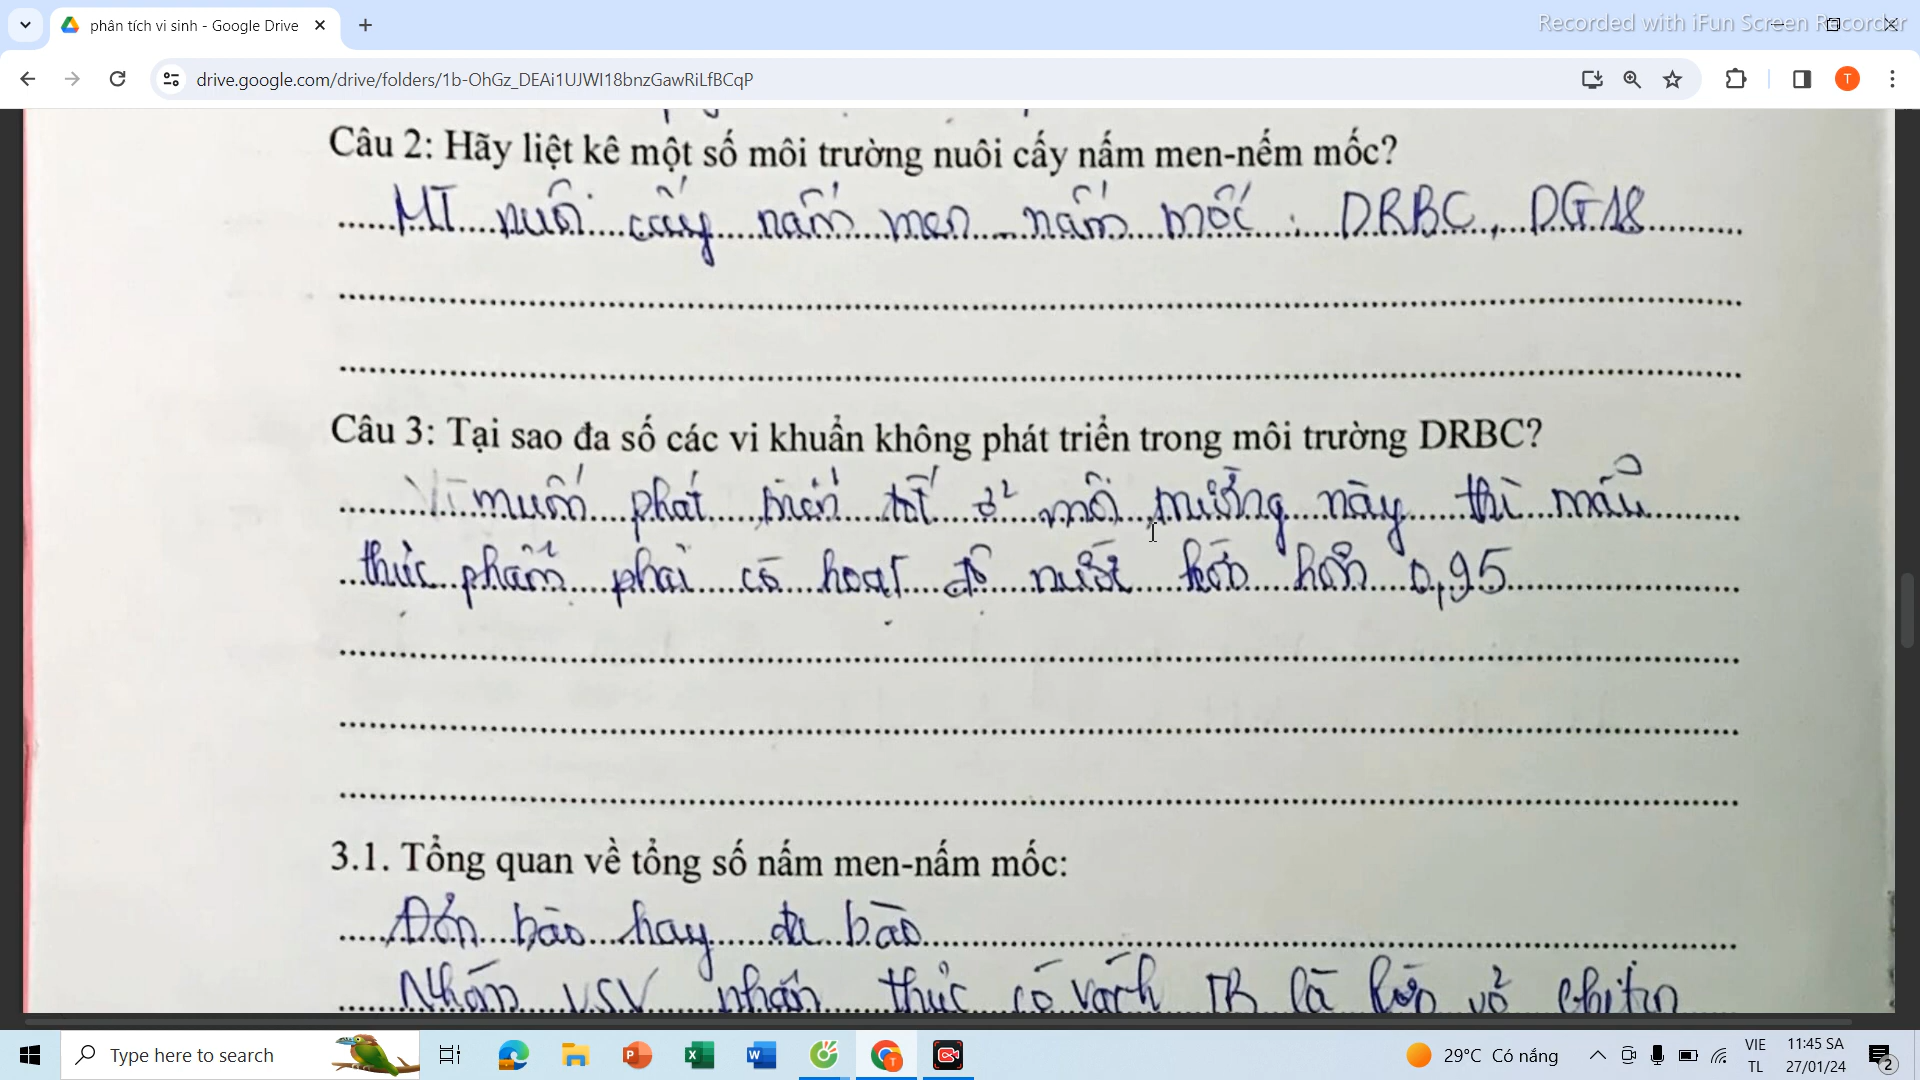 phân tích vi sinh - Google Drive
Recorded with iFun Screen Recorder
drive.google.com/drive/folders/1b-OhGz_DEAi1UJWI18bnzGawRiLfBCqP
T
Câu 2: Hãy liệt kê một số môi trường nuôi cấy nấm men-nếm mốc?
MT nuôi cấy nấm men - nấm mốc : DRBC, DG18
Câu 3: Tại sao đa số các vi khuẩn không phát triển trong môi trường DRBC?
Vì muốn phát triển tốt ở môi trường này thì mẫu
thực phẩm phải có hoạt độ nước lớn hơn 0,95
3.1. Tổng quan về tổng số nấm men-nấm mốc:
Đơn bào hay đa bào
Nhóm VSV nhân thực có vách TB là lớp vỏ chitin
Type here to search
29°C Có nắng
VIE
TL
11:45 SA
27/01/24
2